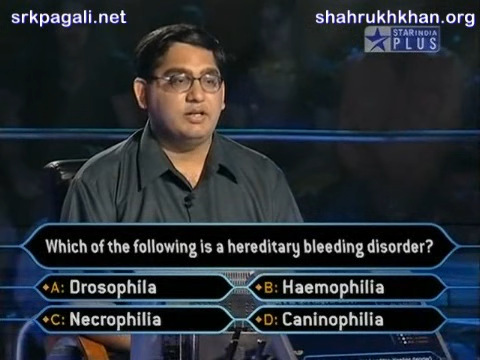 srkpagali.net
shahrukhkhan.org
STAR INDIA
PLUS
Which of the following is a hereditary bleeding disorder?
A: Drosophila
B: Haemophilia
C: Necrophilia
D: Caninophilia